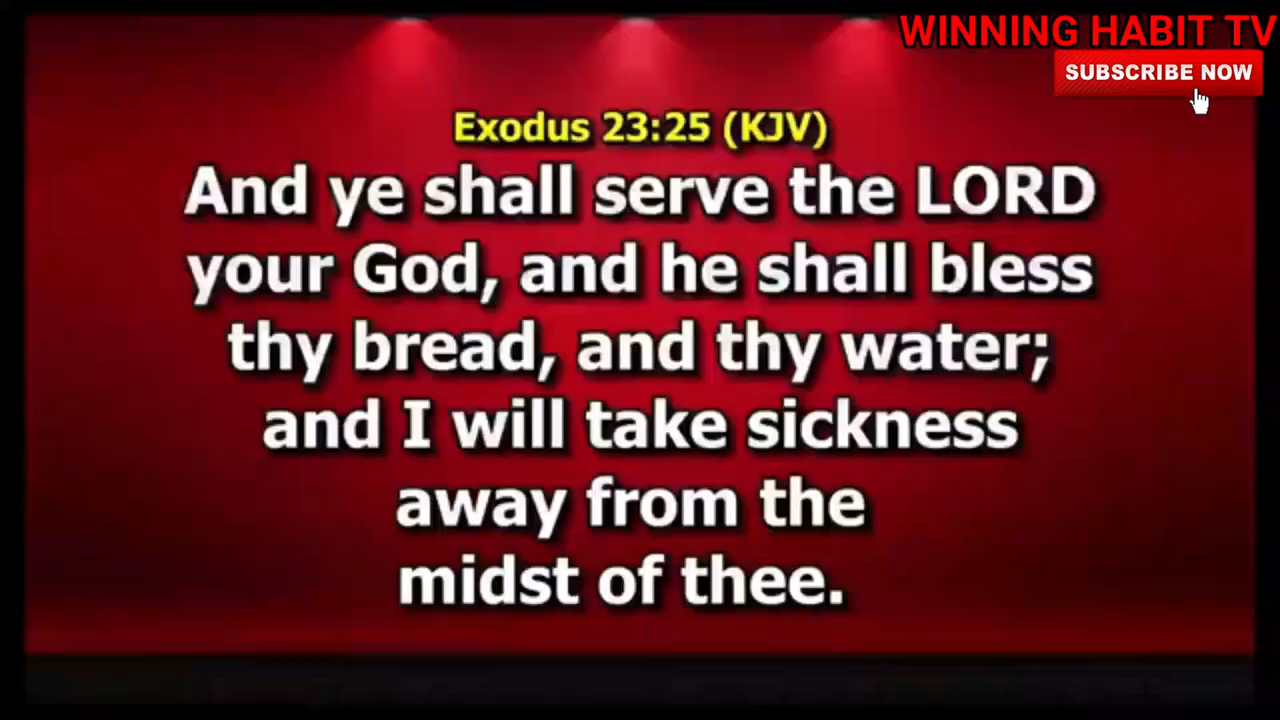 WINNING HABIT TV
SUBSCRIBE NOW
Exodus 23:25 (KJV)
And ye shall serve the LORD
your God, and he shall bless
thy bread, and thy water;
and I will take sickness
away from the
midst of thee.